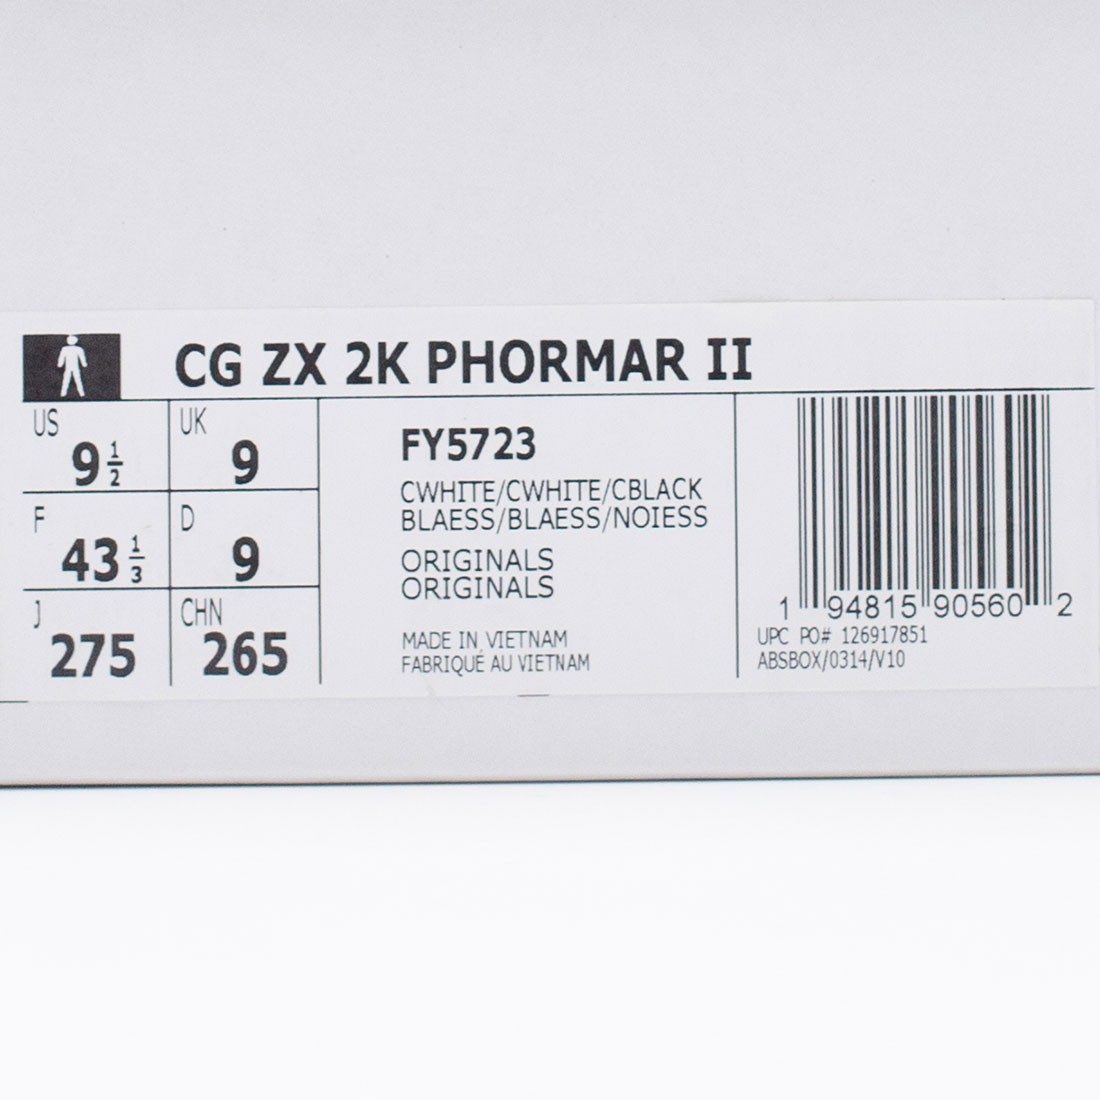 CG ZX 2K PHORMAR II
US 9 1/2
UK 9
F 43 1/3
D 9
J 275
CHN 265
FY5723
CWHITE/CWHITE/CBLACK
BLAESS/BLAESS/NOIESS
ORIGINALS
ORIGINALS
MADE IN VIETNAM
FABRIQUÉ AU VIETNAM
1 94815 90560 2
UPC PO# 126917851
ABSBOX/0314/V10